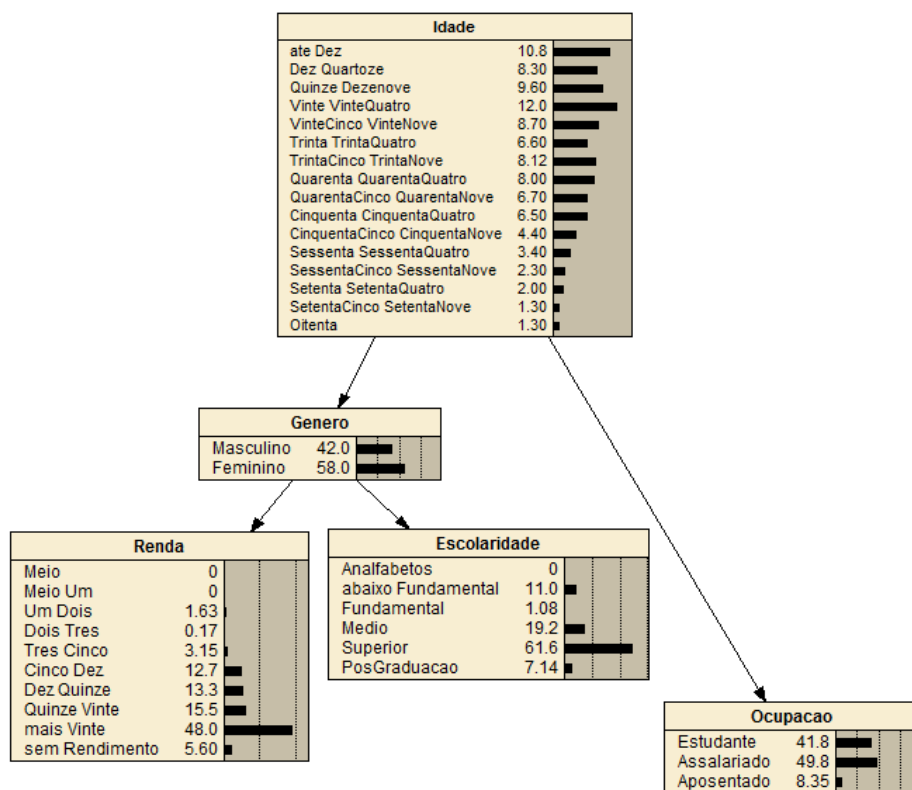 Idade
ate Dez 10.8
Dez Quartoze 8.30
Quinze Dezenove 9.60
Vinte VinteQuatro 12.0
VinteCinco VinteNove 8.70
Trinta TrintaQuatro 6.60
TrintaCinco TrintaNove 8.12
Quarenta QuarentaQuatro 8.00
QuarentaCinco QuarentaNove 6.70
Cinquenta CinquentaQuatro 6.50
CinquentaCinco CinquentaNove 4.40
Sessenta SessentaQuatro 3.40
SessentaCinco SessentaNove 2.30
Setenta SetentaQuatro 2.00
SetentaCinco SetentaNove 1.30
Oitenta 1.30
Genero
Masculino 42.0
Feminino 58.0
Renda
Meio 0
Meio Um 0
Um Dois 1.63
Dois Tres 0.17
Tres Cinco 3.15
Cinco Dez 12.7
Dez Quinze 13.3
Quinze Vinte 15.5
mais Vinte 48.0
sem Rendimento 5.60
Escolaridade
Analfabetos 0
abaixo Fundamental 11.0
Fundamental 1.08
Medio 19.2
Superior 61.6
PosGraduacao 7.14
Ocupacao
Estudante 41.8
Assalariado 49.8
Aposentado 8.35